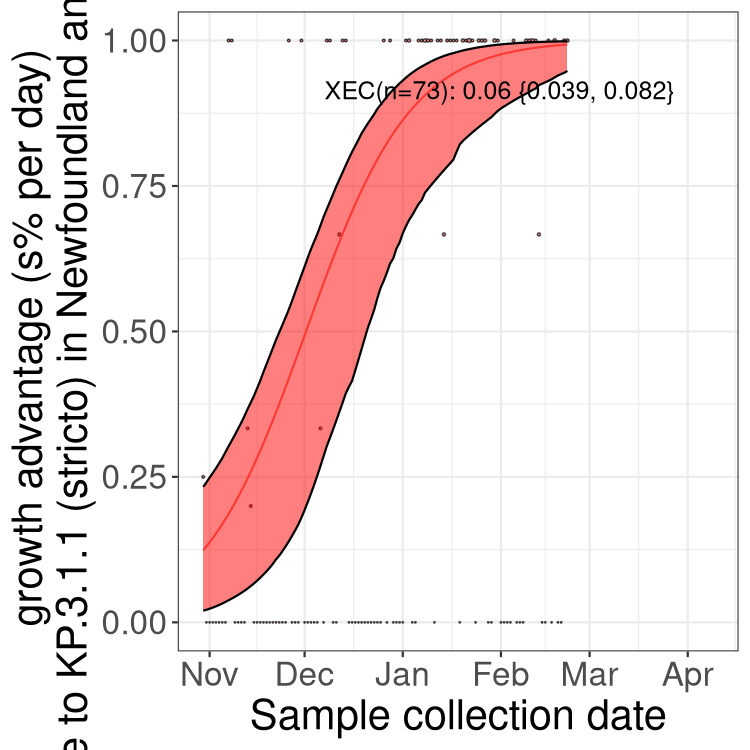 growth advantage (s% per day)
e to KP.3.1.1 (stricto) in Newfoundland an
1.00
0.75
0.50
0.25
0.00
XEC(n=73): 0.06 {0.039, 0.082}
Nov Dec Jan Feb Mar Apr
Sample collection date